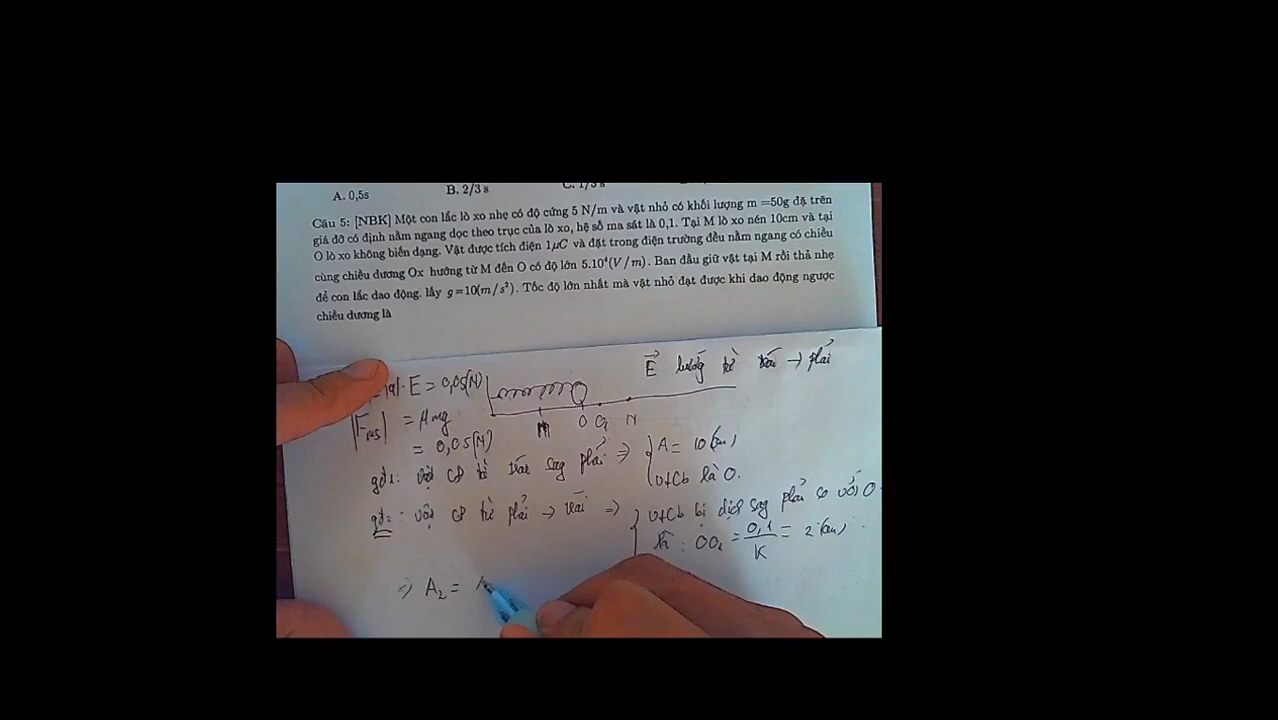 A. 0,5s B. 2/3 s C. 1/3 s
Câu 5: [NBK] Một con lắc lò xo nhẹ có độ cứng 5 N/m và vật nhỏ có khối lượng m =50g đặ trên
giá đỡ cố định nằm ngang dọc theo trục của lò xo, hệ số ma sát là 0,1. Tại M lò xo nén 10cm và tại
O lò xo không biến dạng. Vật được tích điện 1μC và đặt trong điện trường đều nằm ngang có chiều
cùng chiều dương Ox hướng từ M đến O có độ lớn 5.10⁴(V/m). Ban đầu giữ vật tại M rồi thả nhẹ
để con lắc dao động. lấy g=10(m/s²). Tốc độ lớn nhất mà vật nhỏ đạt được khi dao động ngược
chiều dương là
|q|.E = 0,05(N) E⃗ hướng từ trái → phải
|Fms| = μmg
= 0,05(N)
M O O₁ N
gđ1: vật CĐ từ trái sag phải ⇒ { A = 10(cm)
vtcb là O.
gđ2: vật CĐ từ phải → trái ⇒ { vtcb bị dịch sag phải so với O
OO₁ = 0,1/K = 2(cm)
⇒ A₂ =